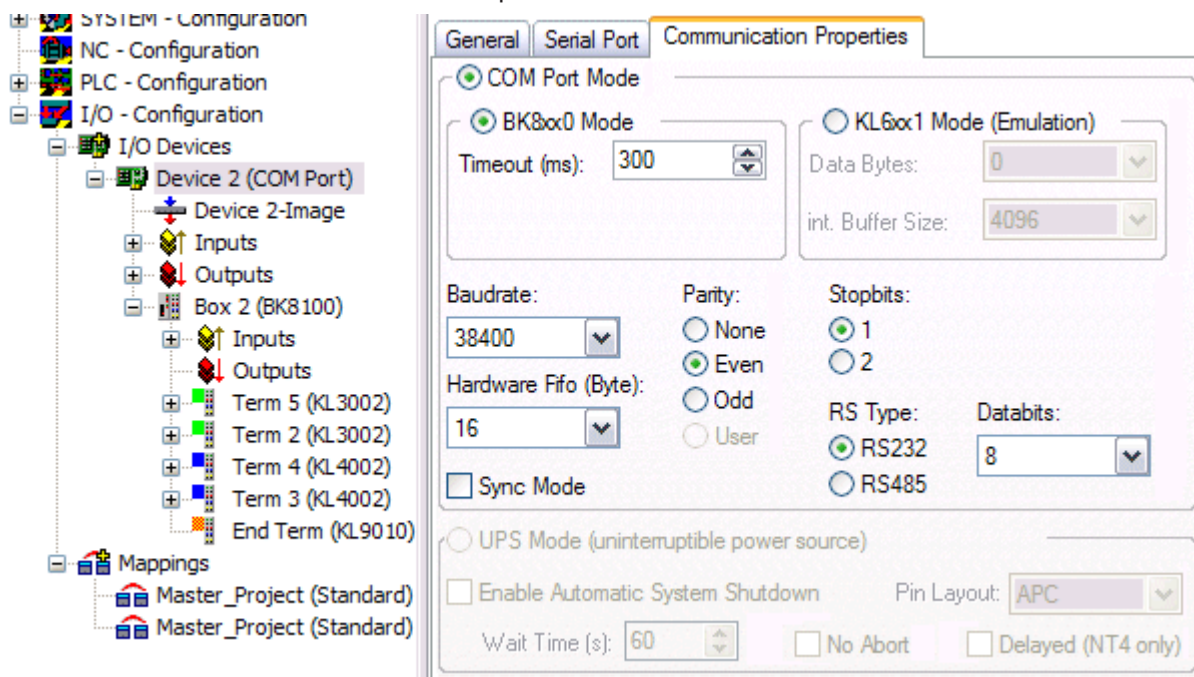 SYSTEM - Configuration
NC - Configuration
PLC - Configuration
I/O - Configuration
I/O Devices
Device 2 (COM Port)
Device 2-Image
Inputs
Outputs
Box 2 (BK8100)
Inputs
Outputs
Term 5 (KL3002)
Term 2 (KL3002)
Term 4 (KL4002)
Term 3 (KL4002)
End Term (KL9010)
Mappings
Master_Project (Standard)
Master_Project (Standard)
General Serial Port Communication Properties
COM Port Mode
BK8xx0 Mode
Timeout (ms): 300
KL6xx1 Mode (Emulation)
Data Bytes: 0
int. Buffer Size: 4096
Baudrate:
38400
Hardware Fifo (Byte):
16
Sync Mode
Parity:
None
Even
Odd
User
Stopbits:
1
2
RS Type:
RS232
RS485
Databits:
8
UPS Mode (uninterruptible power source)
Enable Automatic System Shutdown Pin Layout: APC
Wait Time (s): 60 No Abort Delayed (NT4 only)